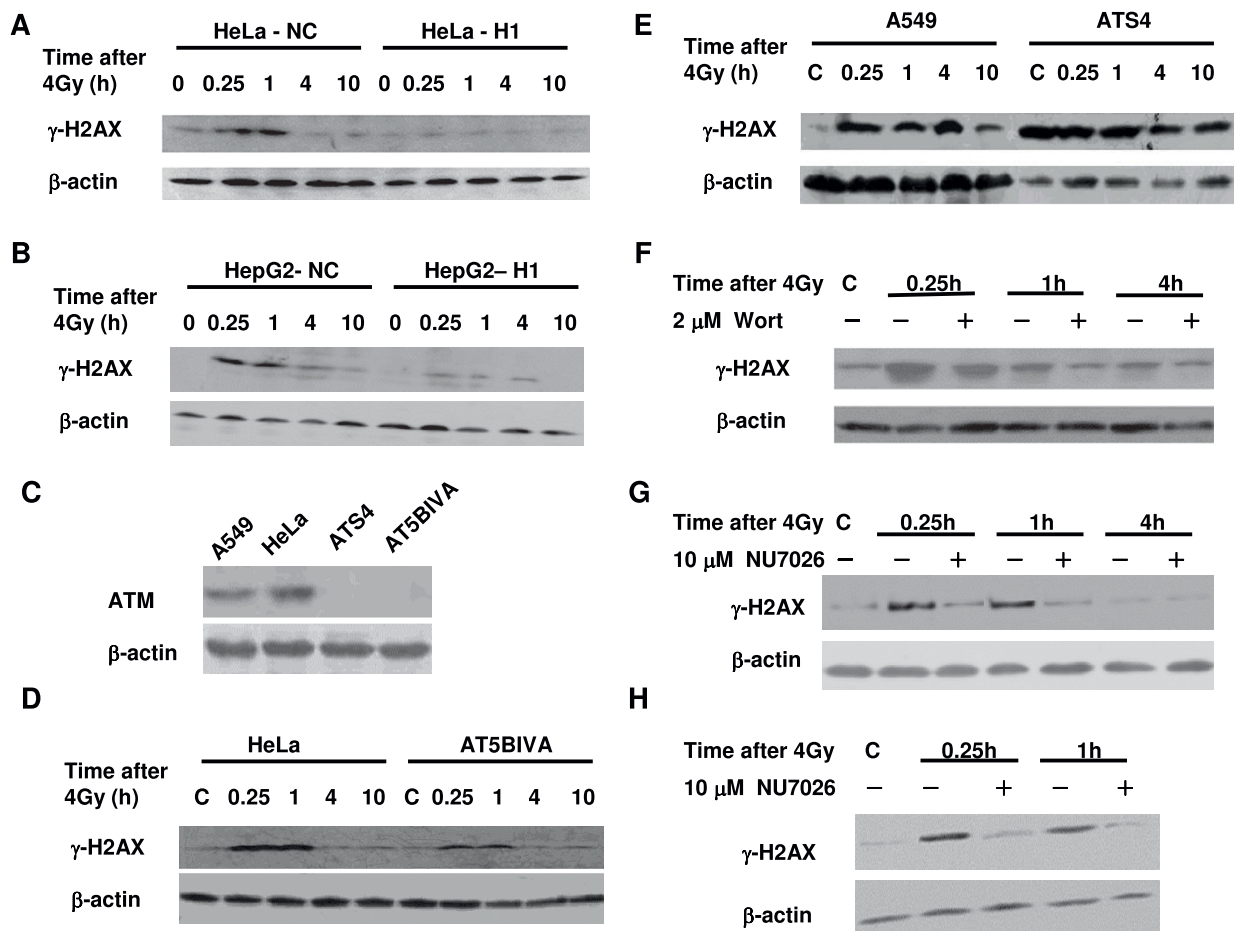 A
HeLa - NC HeLa - H1
Time after
4Gy (h) 0 0.25 1 4 10 0 0.25 1 4 10
γ-H2AX
β-actin
B
HepG2- NC HepG2– H1
Time after
4Gy (h) 0 0.25 1 4 10 0 0.25 1 4 10
γ-H2AX
β-actin
C
A549 HeLa ATS4 AT5BIVA
ATM
β-actin
D
HeLa AT5BIVA
Time after
4Gy (h) C 0.25 1 4 10 C 0.25 1 4 10
γ-H2AX
β-actin
E
A549 ATS4
Time after
4Gy (h) C 0.25 1 4 10 C 0.25 1 4 10
γ-H2AX
β-actin
F
Time after 4Gy C 0.25h 1h 4h
2 μM Wort − − + − + − +
γ-H2AX
β-actin
G
Time after 4Gy C 0.25h 1h 4h
10 μM NU7026 − − + − + − +
γ-H2AX
β-actin
H
Time after 4Gy C 0.25h 1h
10 μM NU7026 − − + − +
γ-H2AX
β-actin